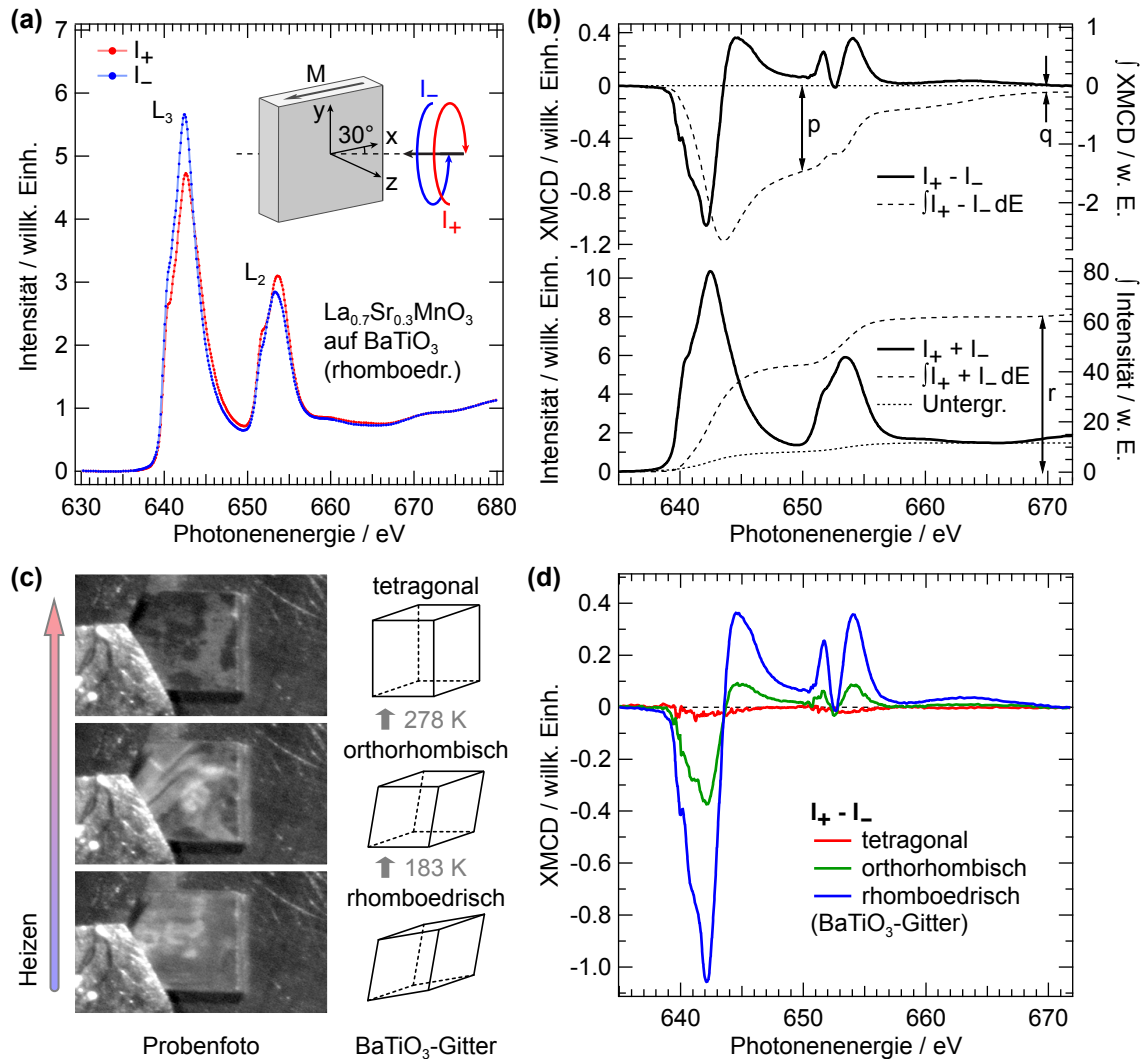 (a)
7
6
5
4
3
2
1
0
Intensität / willk. Einh.
I+
I−
L3
L2
M
y
x
z
30°
I−
I+
La0.7Sr0.3MnO3
auf BaTiO3
(rhomboedr.)
630 640 650 660 670 680
Photonenenergie / eV
(b)
0.4
0.0
-0.4
-0.8
-1.2
XMCD / willk. Einh.
1
0
-1
-2
∫ XMCD / w. E.
p
q
I+ - I−
∫I+ - I− dE
10
8
6
4
2
0
Intensität / willk. Einh.
80
60
40
20
0
∫ Intensität / w. E.
I+ + I−
∫I+ + I− dE
Untergr.
r
640 650 660 670
Photonenenergie / eV
(c)
Heizen
tetragonal
278 K
orthorhombisch
183 K
rhomboedrisch
Probenfoto
BaTiO3-Gitter
(d)
0.4
0.2
0.0
-0.2
-0.4
-0.6
-0.8
-1.0
XMCD / willk. Einh.
I+ - I−
tetragonal
orthorhombisch
rhomboedrisch
(BaTiO3-Gitter)
640 650 660 670
Photonenenergie / eV